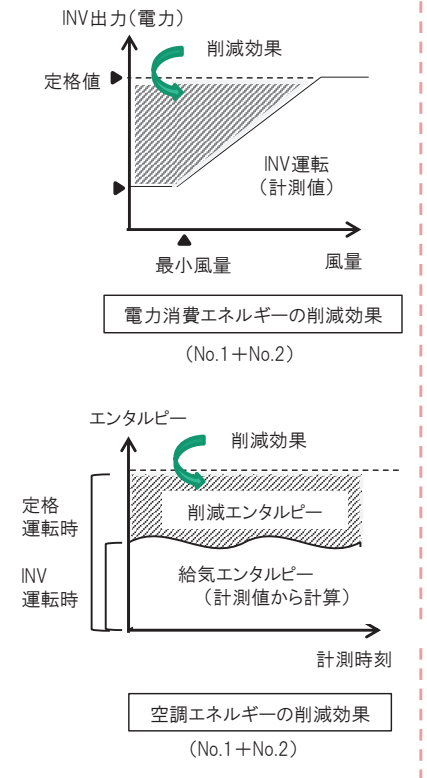 INV出力(電力)
削減効果
定格値
INV運転
(計測値)
最小風量
風量
電力消費エネルギーの削減効果
(No.1+No.2)
エンタルピー
削減効果
定格
運転時
削減エンタルピー
INV
運転時
給気エンタルピー
(計測値から計算)
計測時刻
空調エネルギーの削減効果
(No.1+No.2)